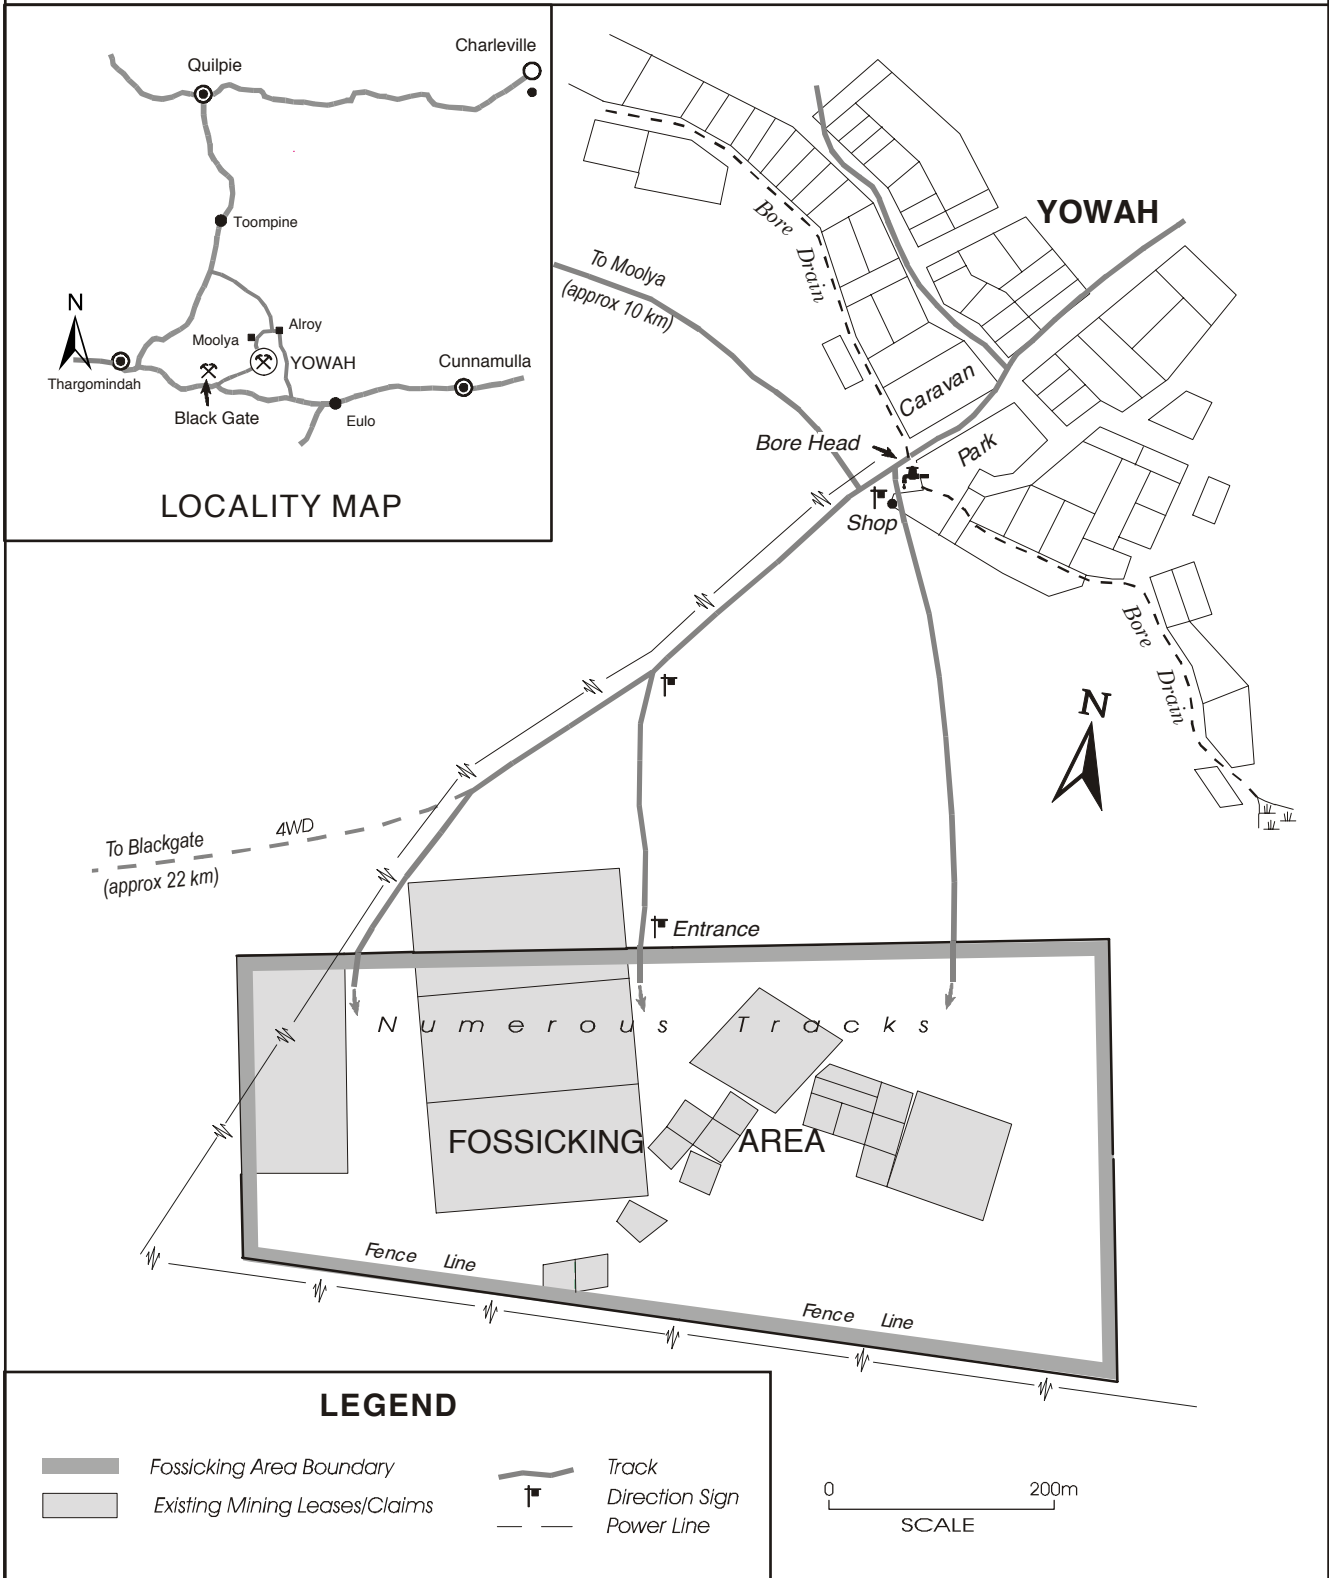 Charleville
Quilpie
Toompine
N
Alroy
Moolya
YOWAH
Cunnamulla
Thargomindah
Black Gate
Eulo
LOCALITY MAP
YOWAH
Bore
Drain
To Moolya
(approx 10 km)
Caravan
Park
Bore Head
Shop
Bore
Drain
N
4WD
To Blackgate
(approx 22 km)
Entrance
Numerous Tracks
FOSSICKING AREA
Fence Line
Fence Line
LEGEND
Fossicking Area Boundary
Existing Mining Leases/Claims
Track
Direction Sign
Power Line
0 200m
SCALE